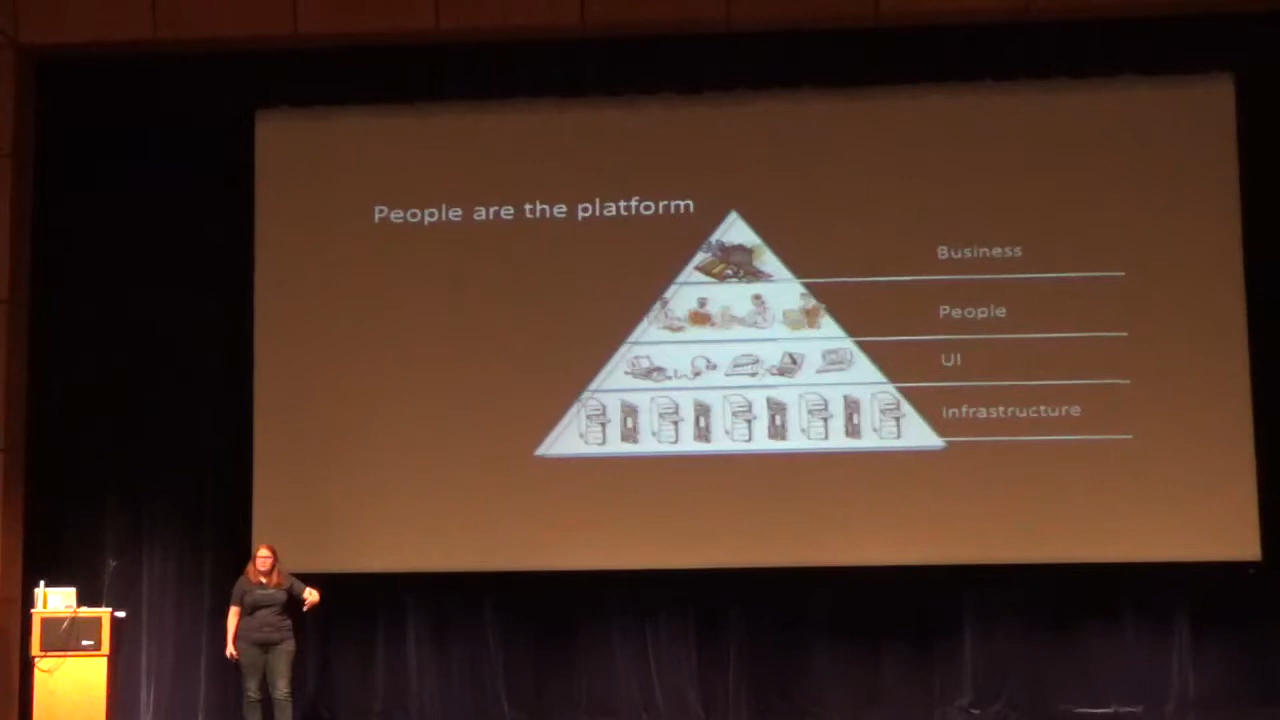 People are the platform
Business
People
UI
Infrastructure